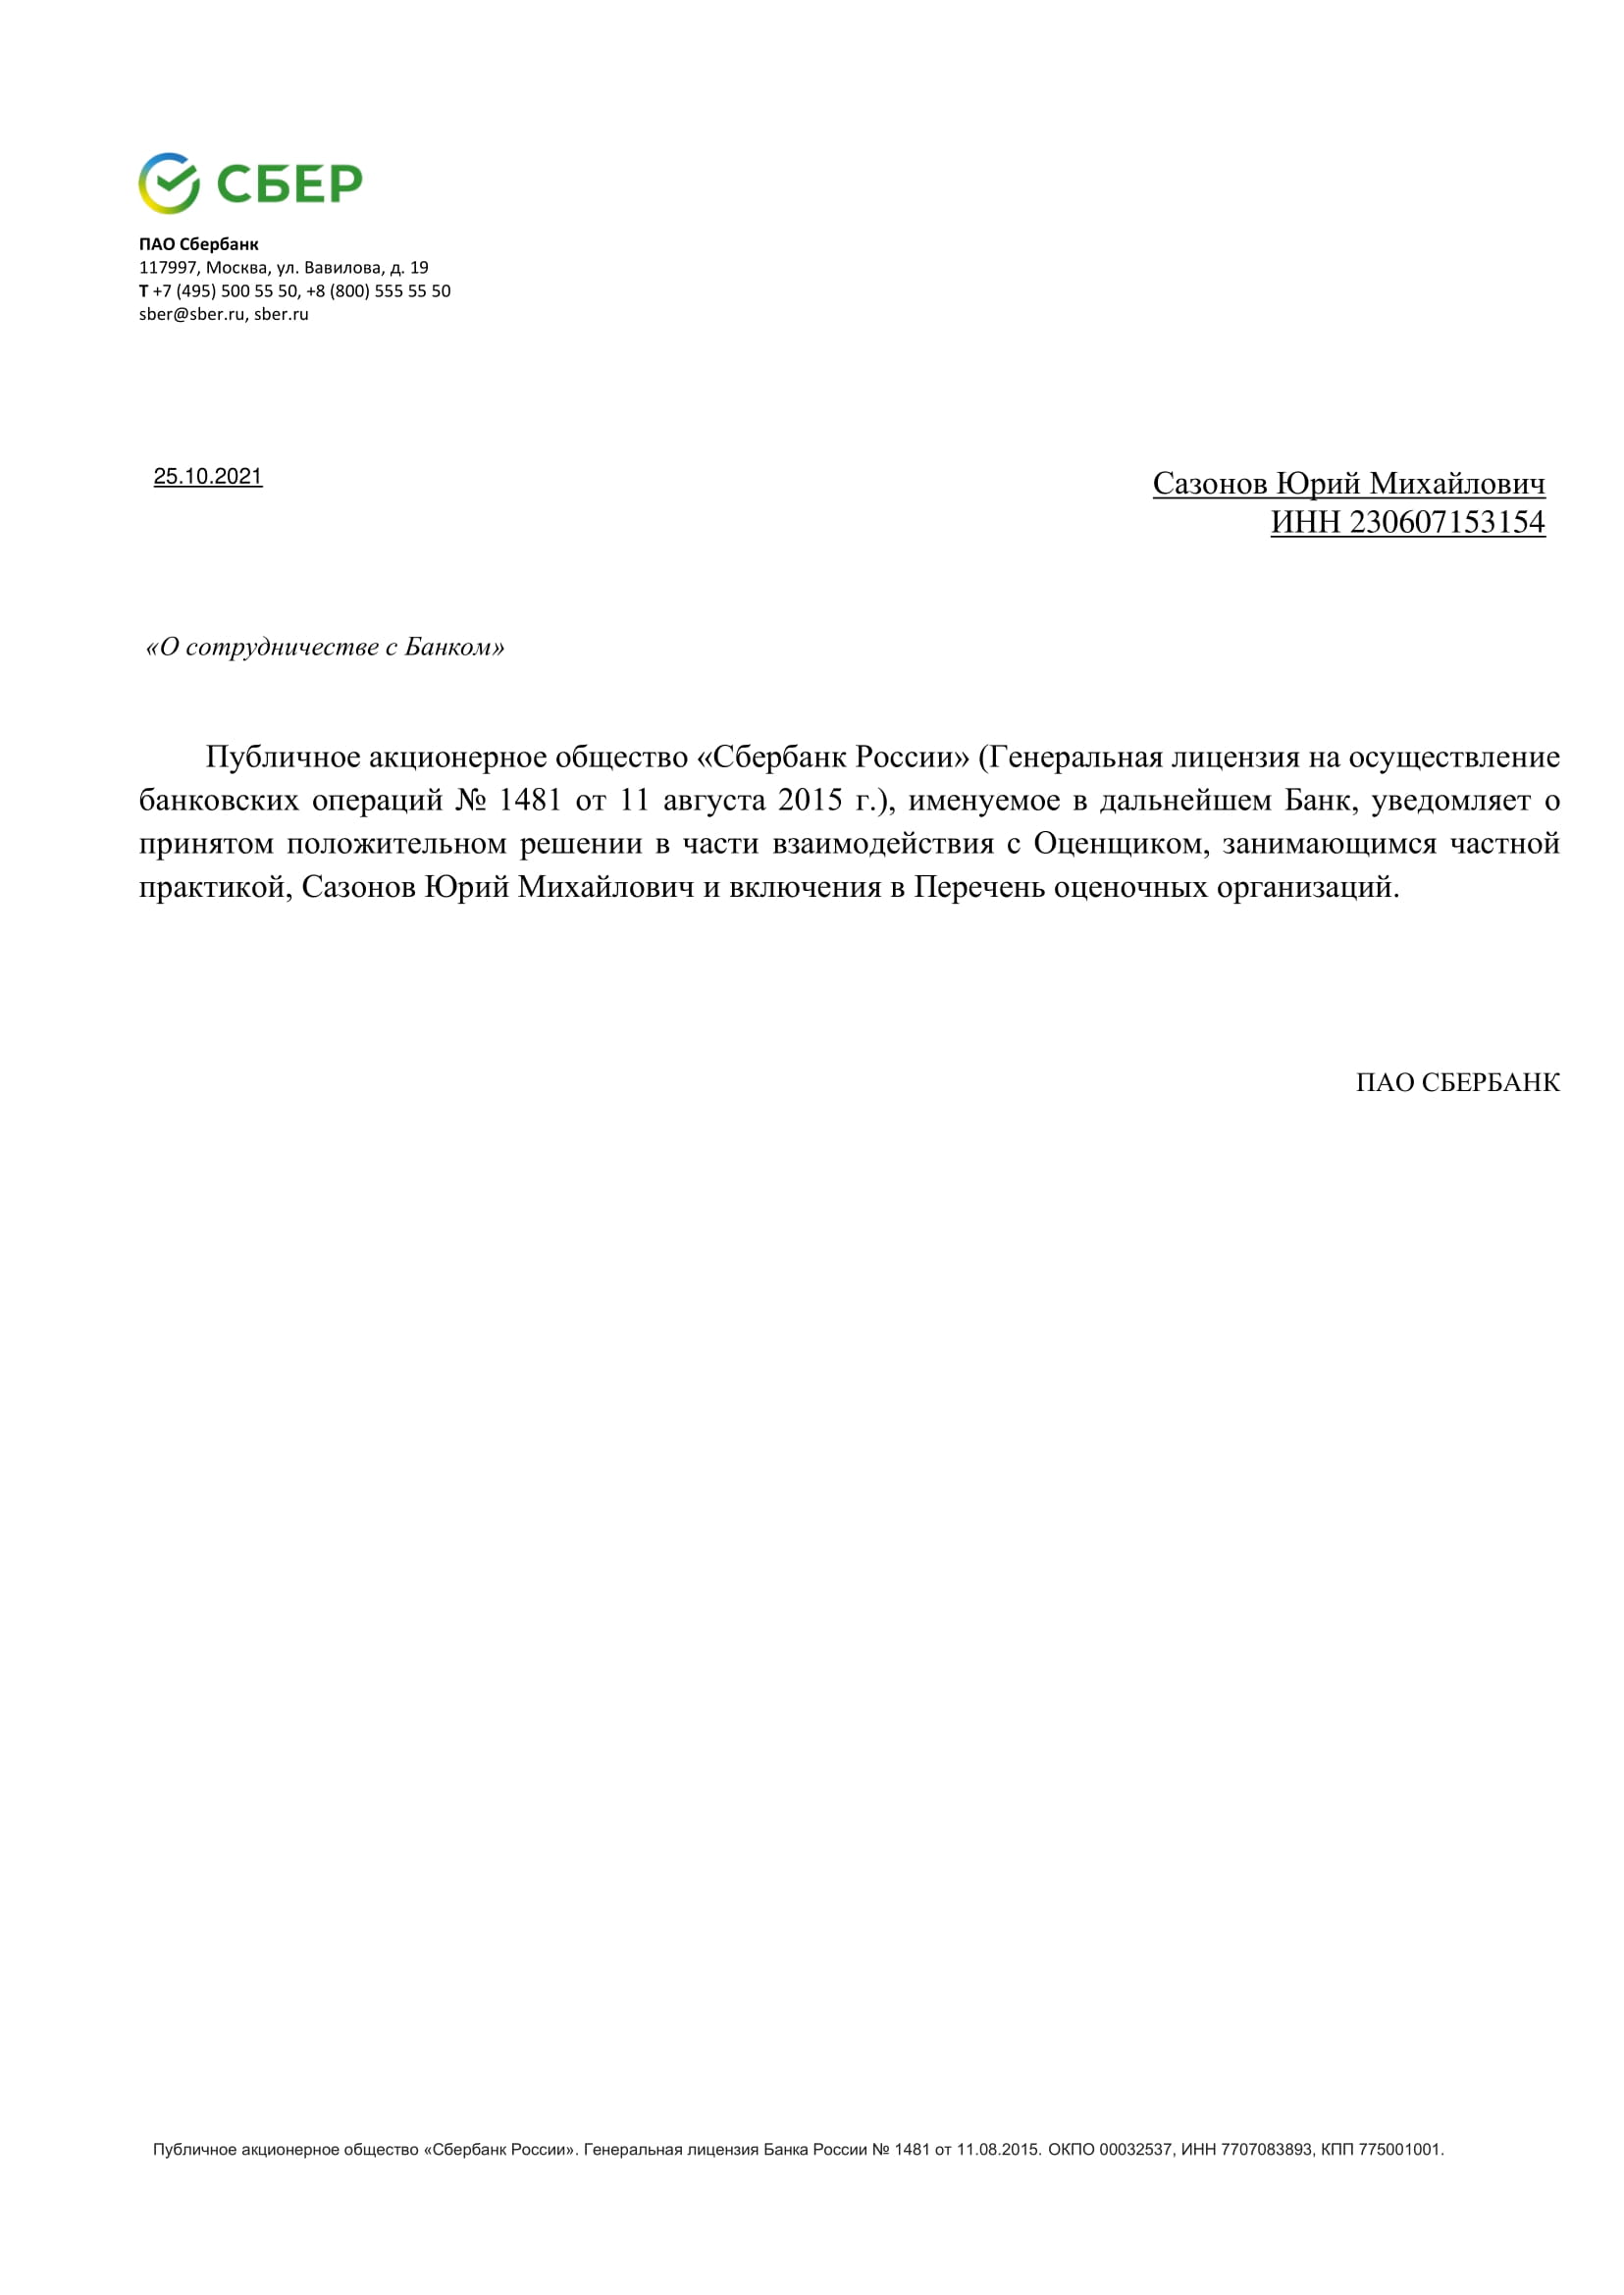 СБЕР
ПАО Сбербанк
117997, Москва, ул. Вавилова, д. 19
Т +7 (495) 500 55 50, +8 (800) 555 55 50
sber@sber.ru, sber.ru
25.10.2021
Сазонов Юрий Михайлович
ИНН 230607153154
«О сотрудничестве с Банком»
Публичное акционерное общество «Сбербанк России» (Генеральная лицензия на осуществление
банковских операций № 1481 от 11 августа 2015 г.), именуемое в дальнейшем Банк, уведомляет о
принятом положительном решении в части взаимодействия с Оценщиком, занимающимся частной
практикой, Сазонов Юрий Михайлович и включения в Перечень оценочных организаций.
ПАО СБЕРБАНК
Публичное акционерное общество «Сбербанк России». Генеральная лицензия Банка России № 1481 от 11.08.2015. ОКПО 00032537, ИНН 7707083893, КПП 775001001.